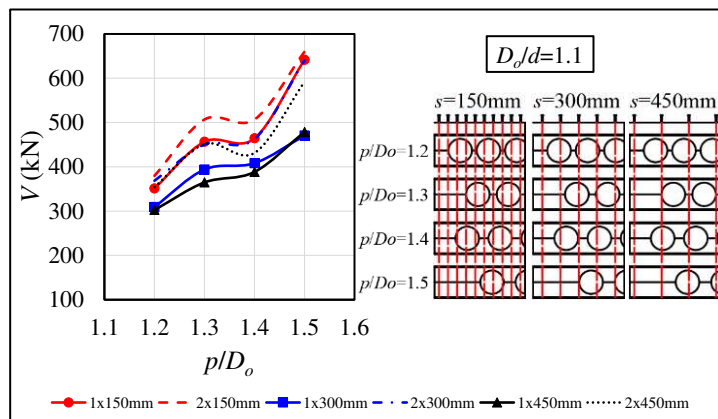 700
600
500
400
300
200
100
V (kN)
1.1 1.2 1.3 1.4 1.5 1.6
p/Do
Do/d=1.1
s=150mm s=300mm s=450mm
p/Do=1.2
p/Do=1.3
p/Do=1.4
p/Do=1.5
1x150mm 2x150mm 1x300mm 2x300mm 1x450mm 2x450mm